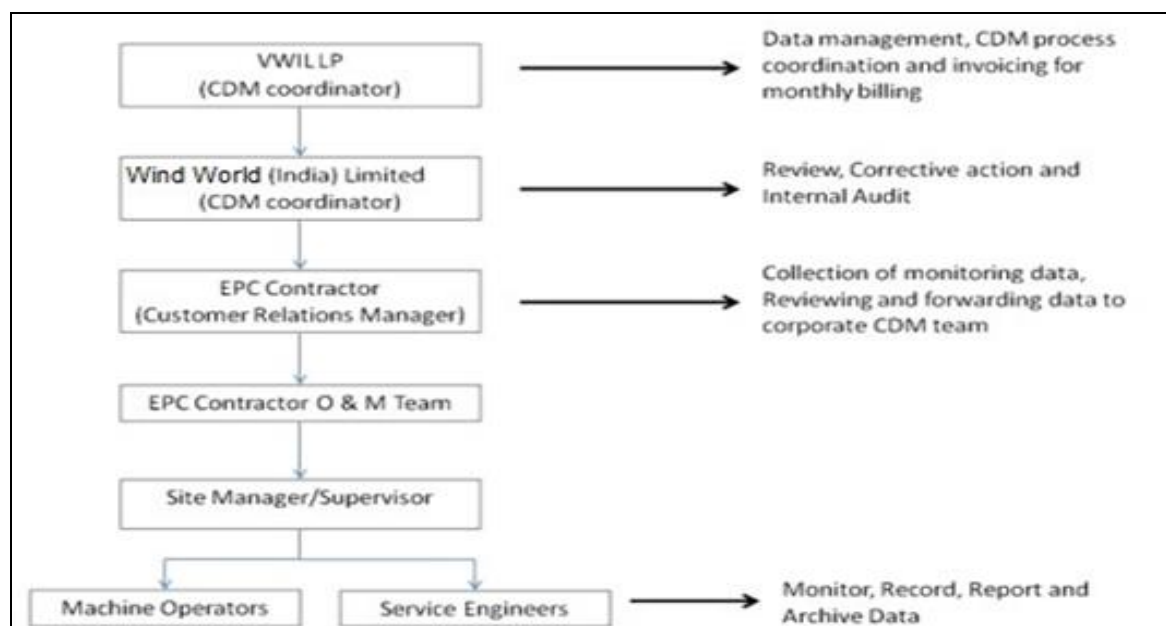 VWILLP
(CDM coordinator)
Data management, CDM process
coordination and invoicing for
monthly billing
Wind World (India) Limited
(CDM coordinator)
Review, Corrective action and
Internal Audit
EPC Contractor
(Customer Relations Manager)
Collection of monitoring data,
Reviewing and forwarding data to
corporate CDM team
EPC Contractor O & M Team
Site Manager/Supervisor
Machine Operators
Service Engineers
Monitor, Record, Report and
Archive Data